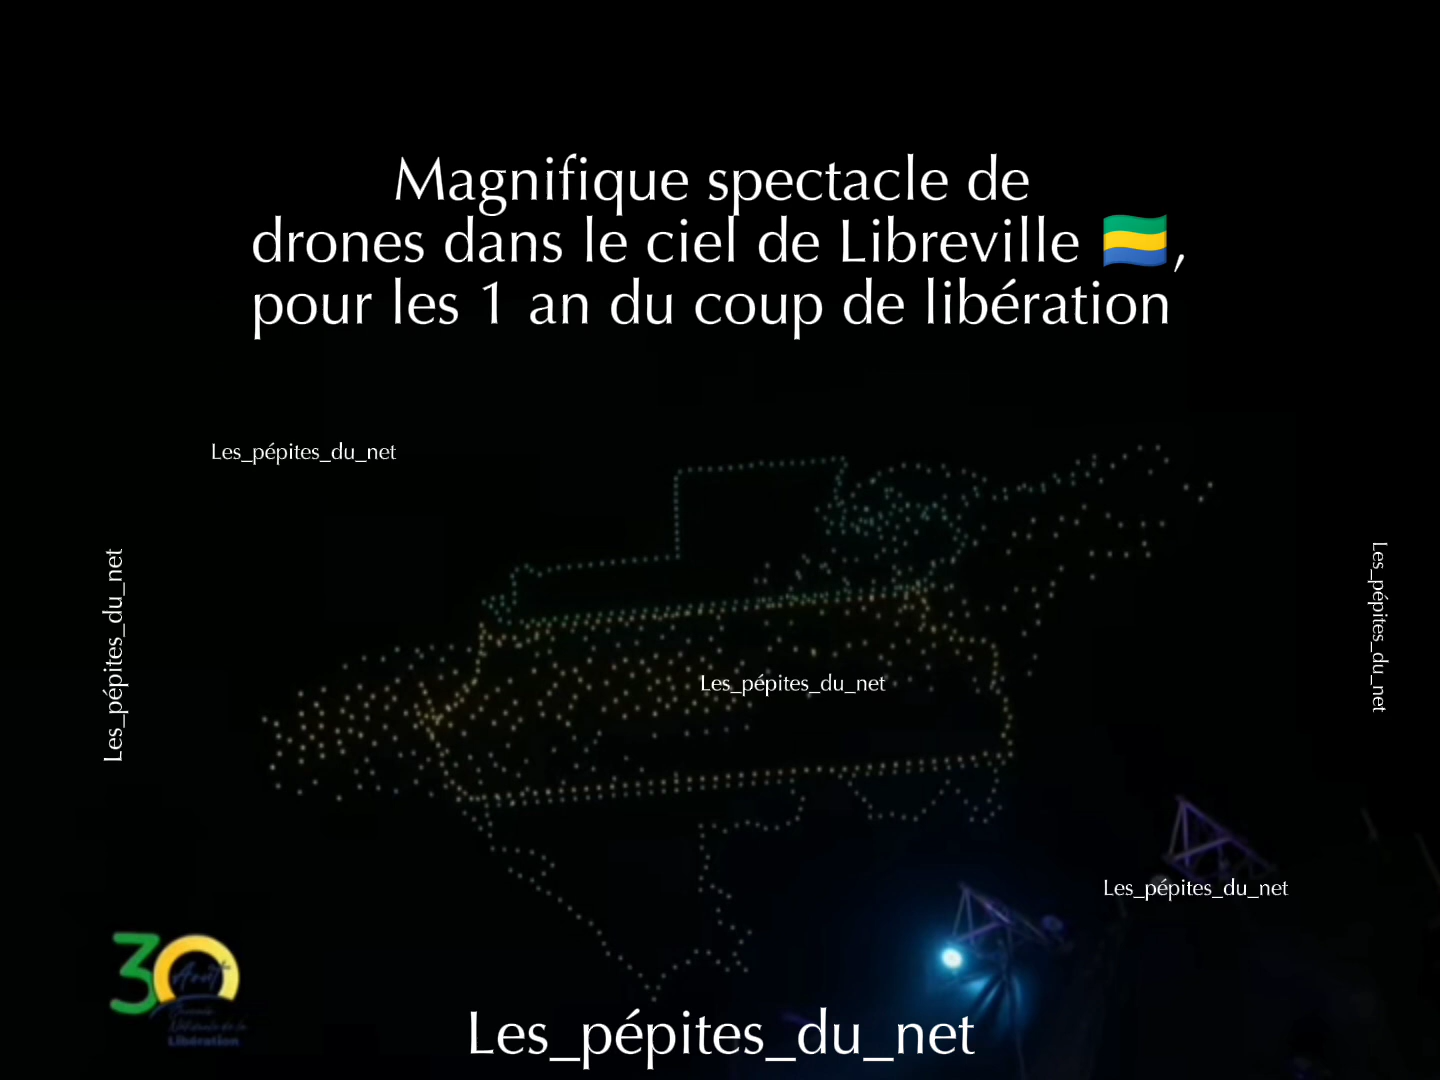 Magnifique spectacle de
drones dans le ciel de Libreville 🇬🇦,
pour les 1 an du coup de libération
Les_pépites_du_net
Les_pépites_du_net
Les_pépites_du_net
Les_pépites_du_net
Les_pépites_du_net
30
Août
Libération
Les_pépites_du_net